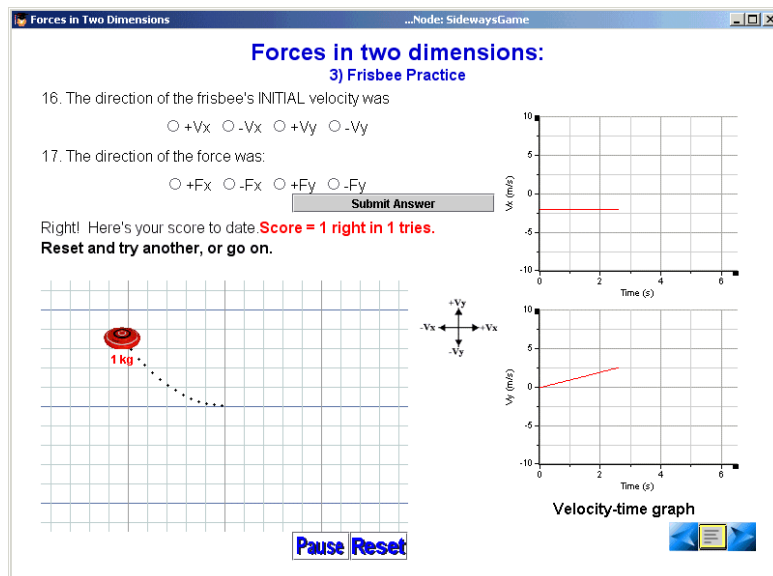 Forces in Two Dimensions ...Node: SidewaysGame
Forces in two dimensions:
3) Frisbee Practice
16. The direction of the frisbee's INITIAL velocity was
+Vx -Vx +Vy -Vy
17. The direction of the force was:
+Fx -Fx +Fy -Fy
Submit Answer
Right! Here's your score to date. Score = 1 right in 1 tries.
Reset and try another, or go on.
1 kg
+Vy
-Vx +Vx
-Vy
10
5
0
-5
-10
Vx (m/s)
0 2 4 6
Time (s)
10
5
0
-5
-10
Vy (m/s)
0 2 4 6
Time (s)
Velocity-time graph
Pause Reset